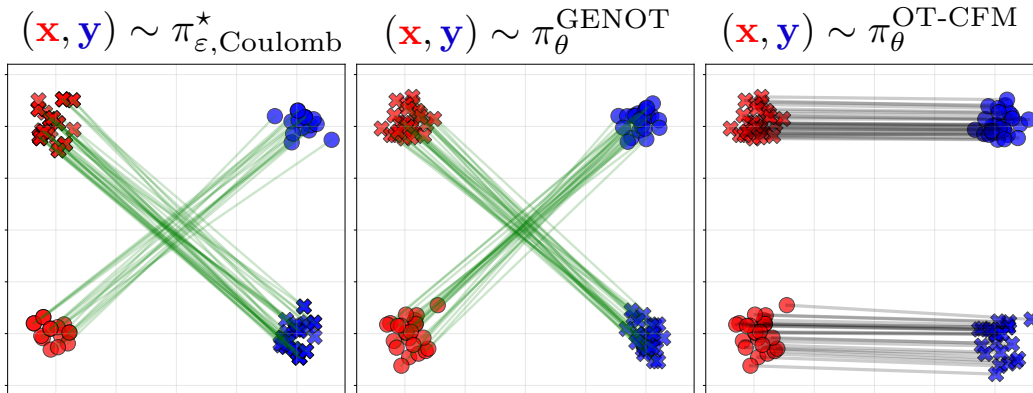 (x, y) ∼ π⋆ε,Coulomb
(x, y) ∼ πθGENOT
(x, y) ∼ πθOT-CFM